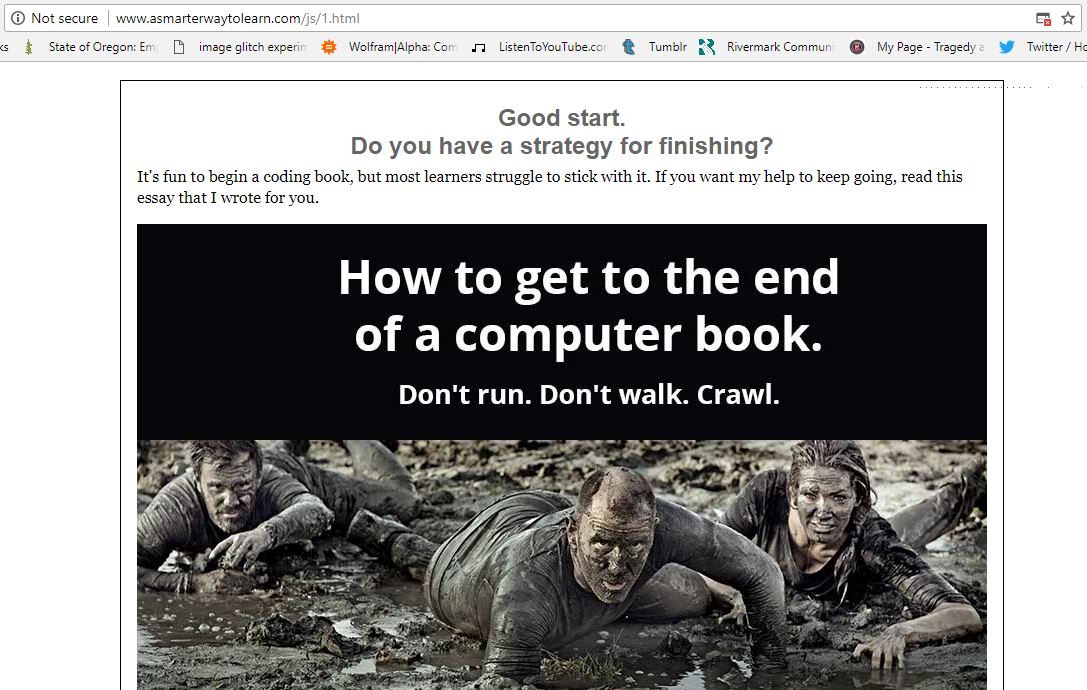 Not secure | www.asmarterwaytolearn.com/js/1.html
ks State of Oregon: Em image glitch experim Wolfram|Alpha: Com ListenToYouTube.co Tumblr Rivermark Commun My Page - Tragedy a Twitter / Ho
Good start.
Do you have a strategy for finishing?
It's fun to begin a coding book, but most learners struggle to stick with it. If you want my help to keep going, read this
essay that I wrote for you.
How to get to the end
of a computer book.
Don't run. Don't walk. Crawl.